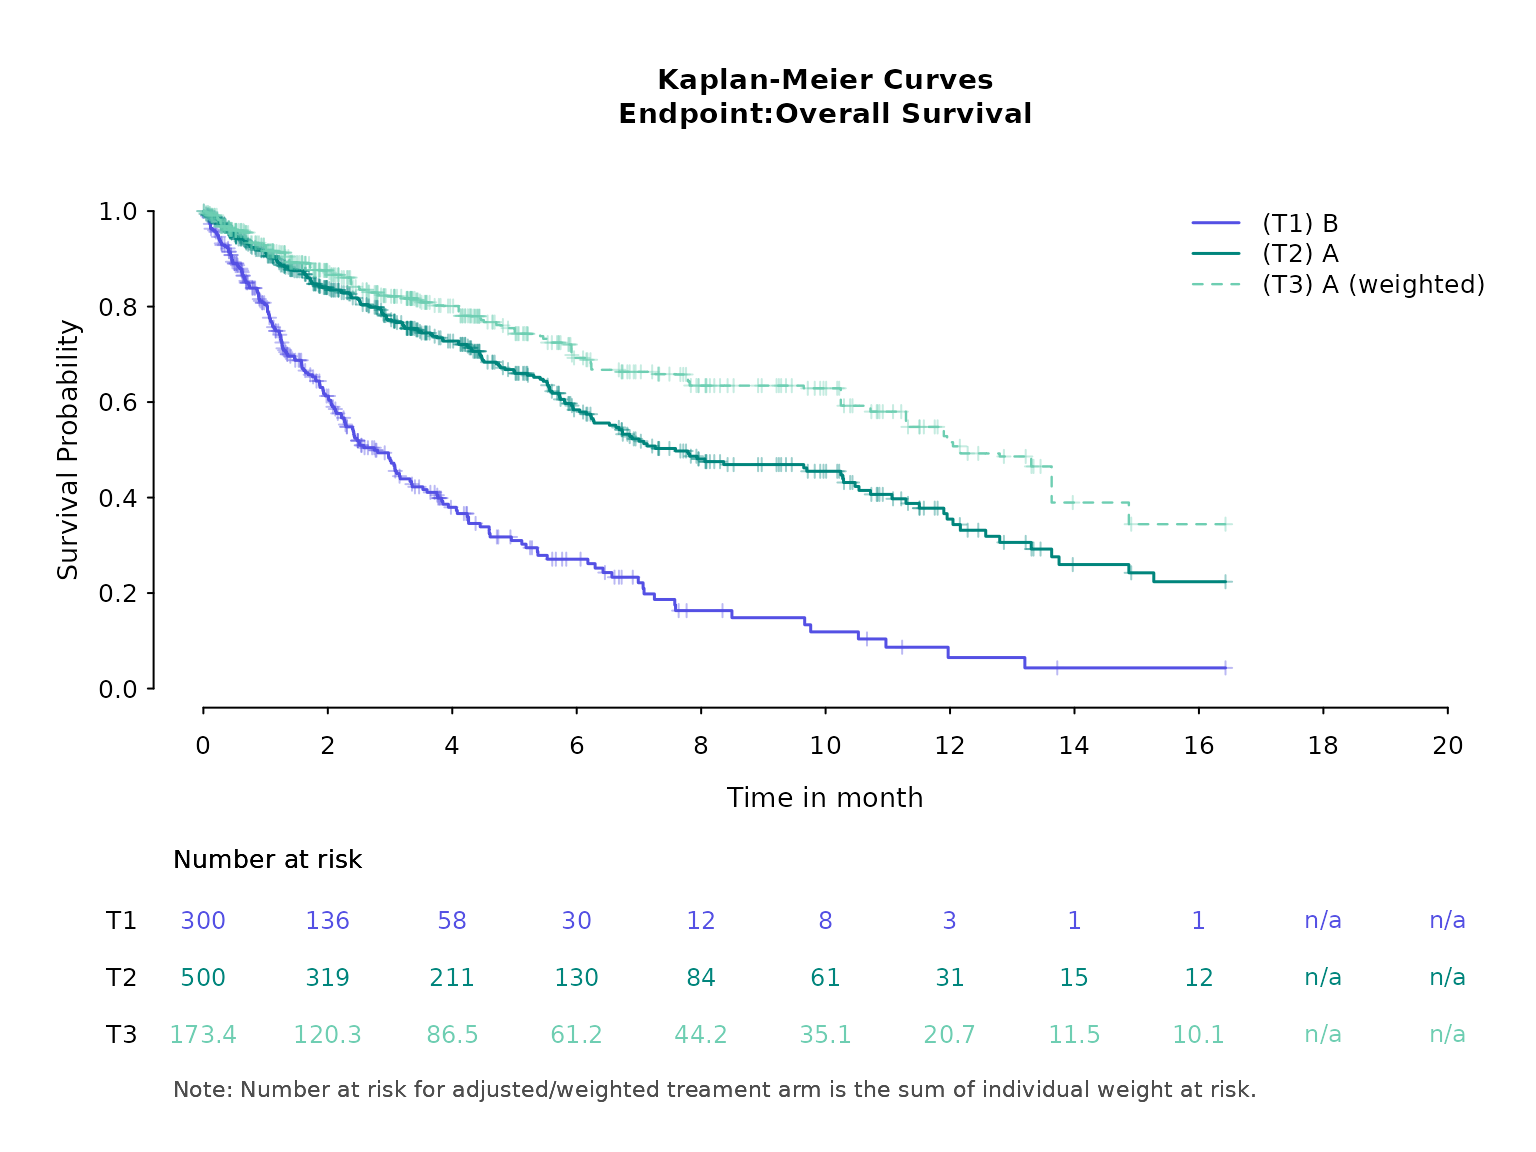 Kaplan-Meier Curves
Endpoint:Overall Survival
(T1) B
(T2) A
(T3) A (weighted)
Survival Probability
1.0
0.8
0.6
0.4
0.2
0.0
0 2 4 6 8 10 12 14 16 18 20
Time in month
Number at risk
T1 300 136 58 30 12 8 3 1 1 n/a n/a
T2 500 319 211 130 84 61 31 15 12 n/a n/a
T3 173.4 120.3 86.5 61.2 44.2 35.1 20.7 11.5 10.1 n/a n/a
Note: Number at risk for adjusted/weighted treament arm is the sum of individual weight at risk.